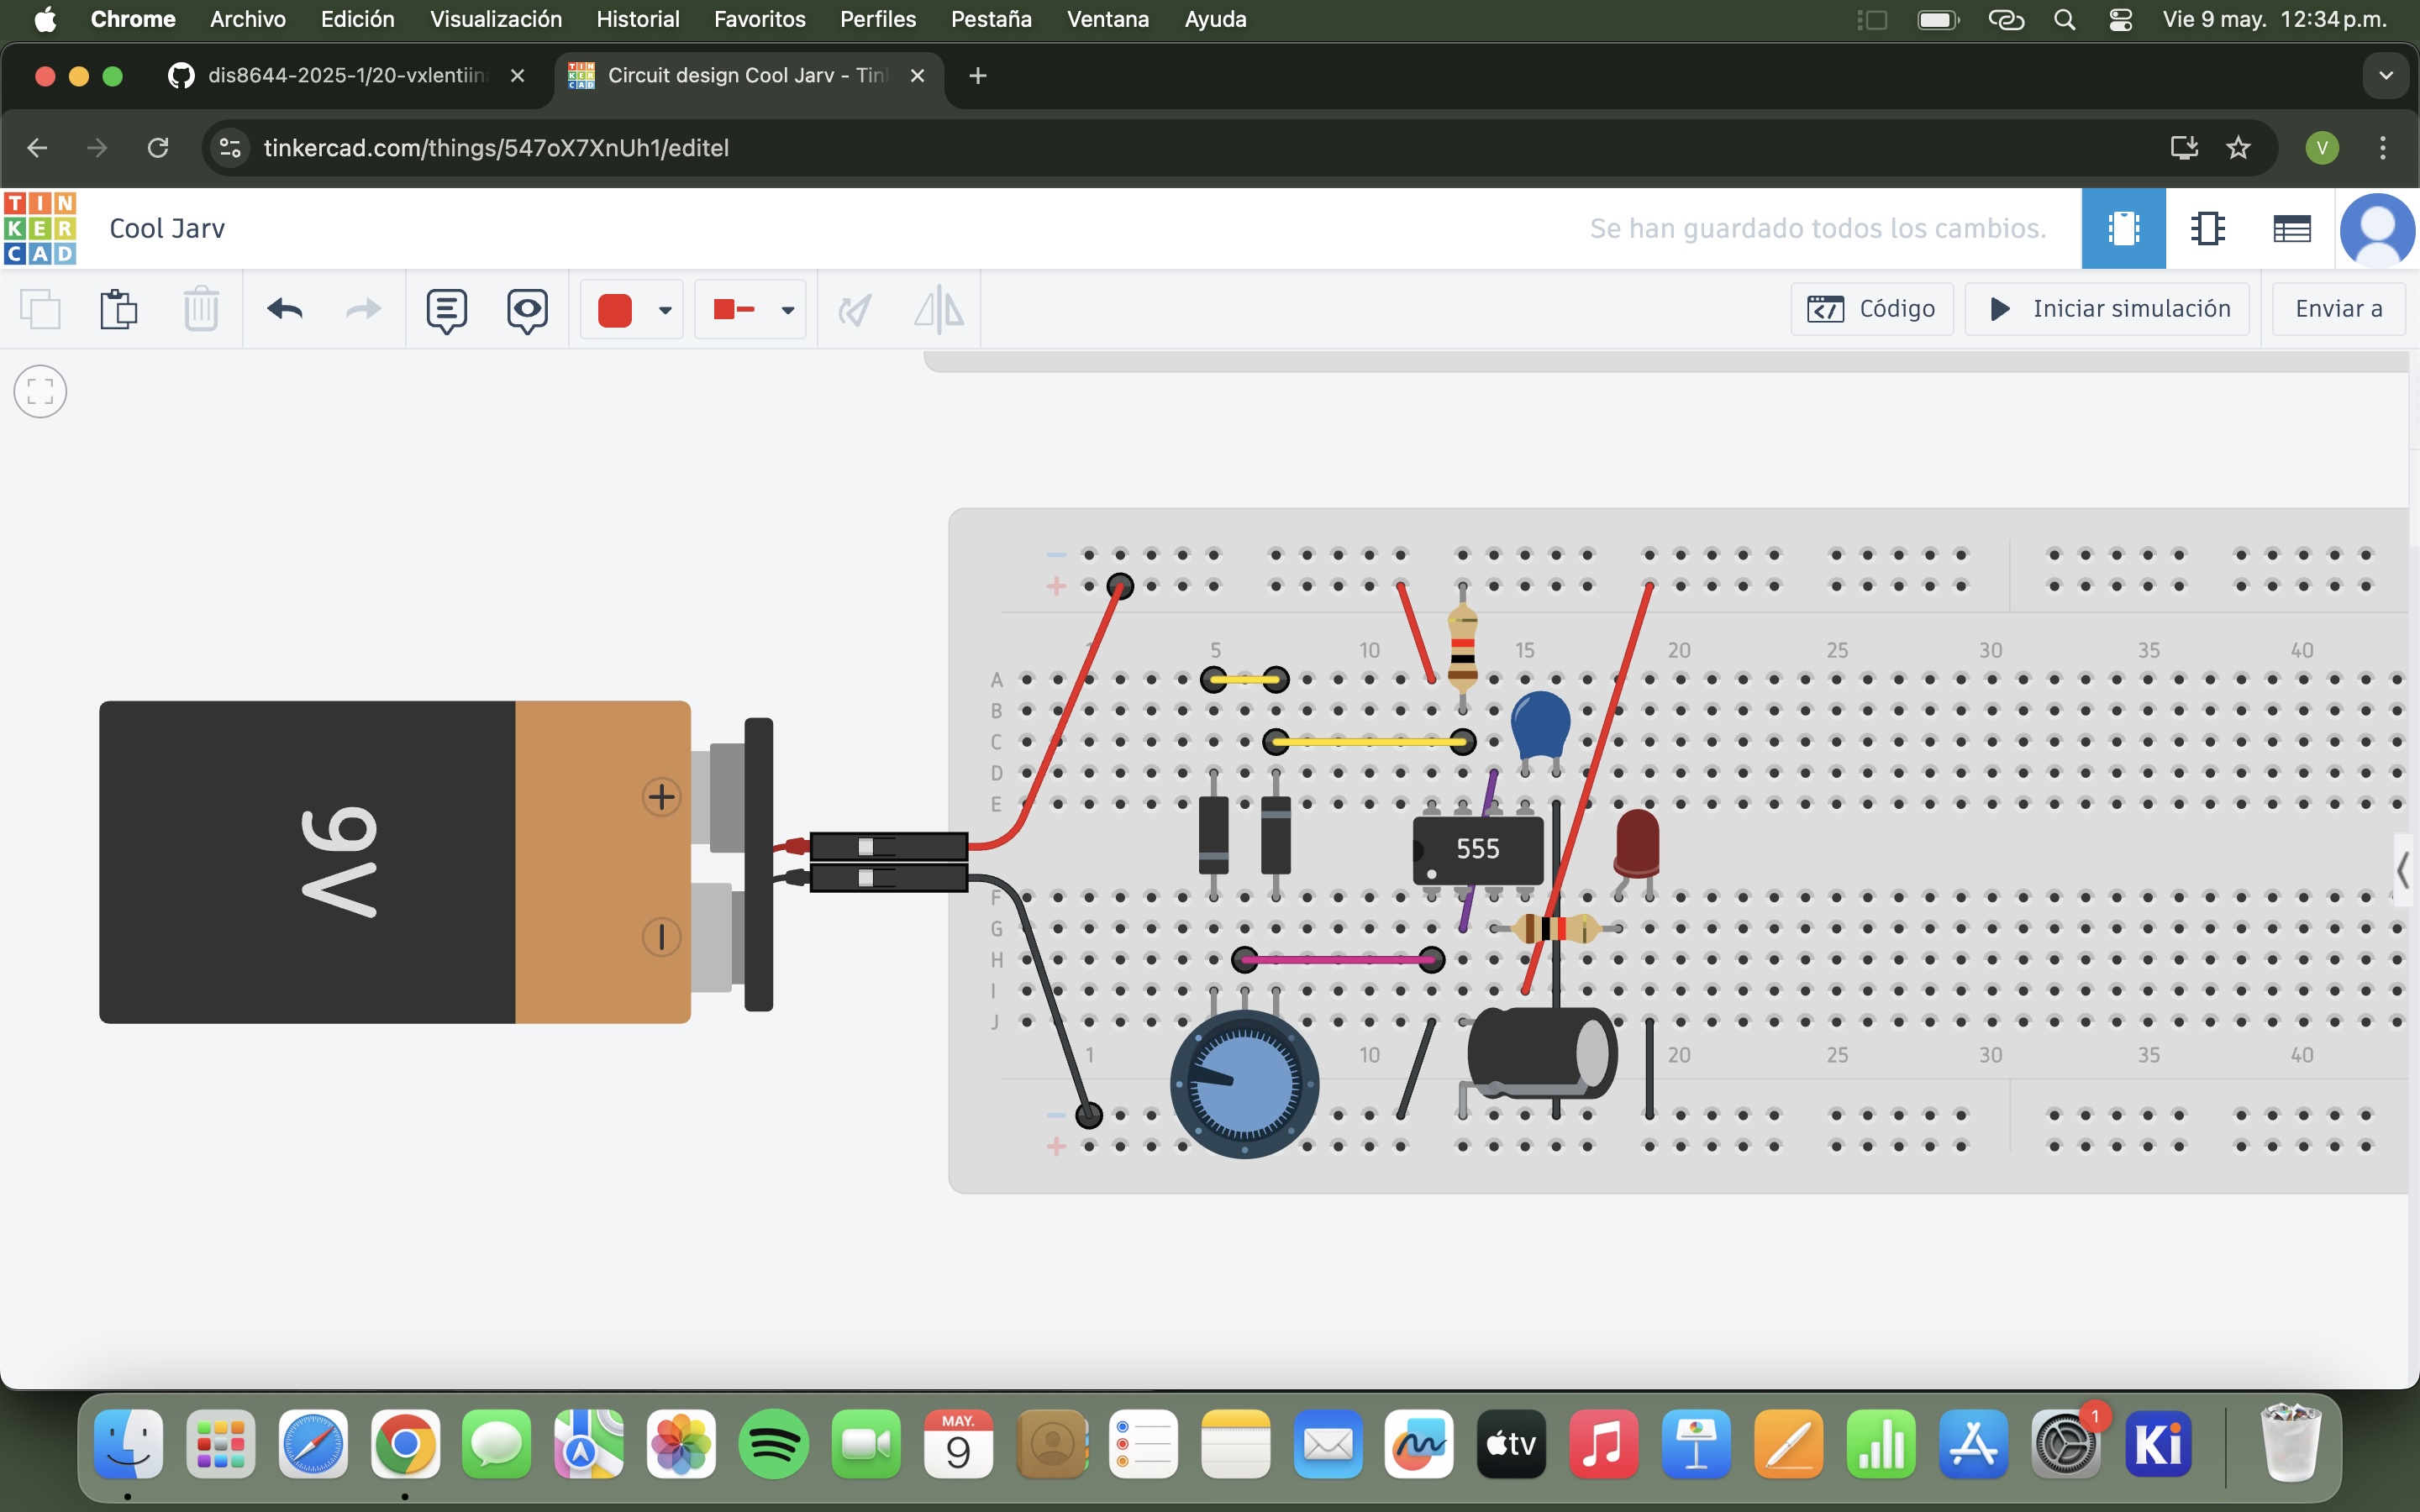 Chrome Archivo Edición Visualización Historial Favoritos Perfiles Pestaña Ventana Ayuda Vie 9 may. 12:34 p.m.
dis8644-2025-1/20-vxlentiin
Circuit design Cool Jarv - Tin
tinkercad.com/things/547oX7XnUh1/editel
V
TIN
KER
CAD
Cool Jarv
Se han guardado todos los cambios.
Código
Iniciar simulación
Enviar a
− 
+
1 5 10 15 20 25 30 35 40
A
B
C
D
E
555
9V
+
−
F
G
H
I
J
1 10 20 25 30 35 40
−
+
MAY.
9
tv
1
Ki